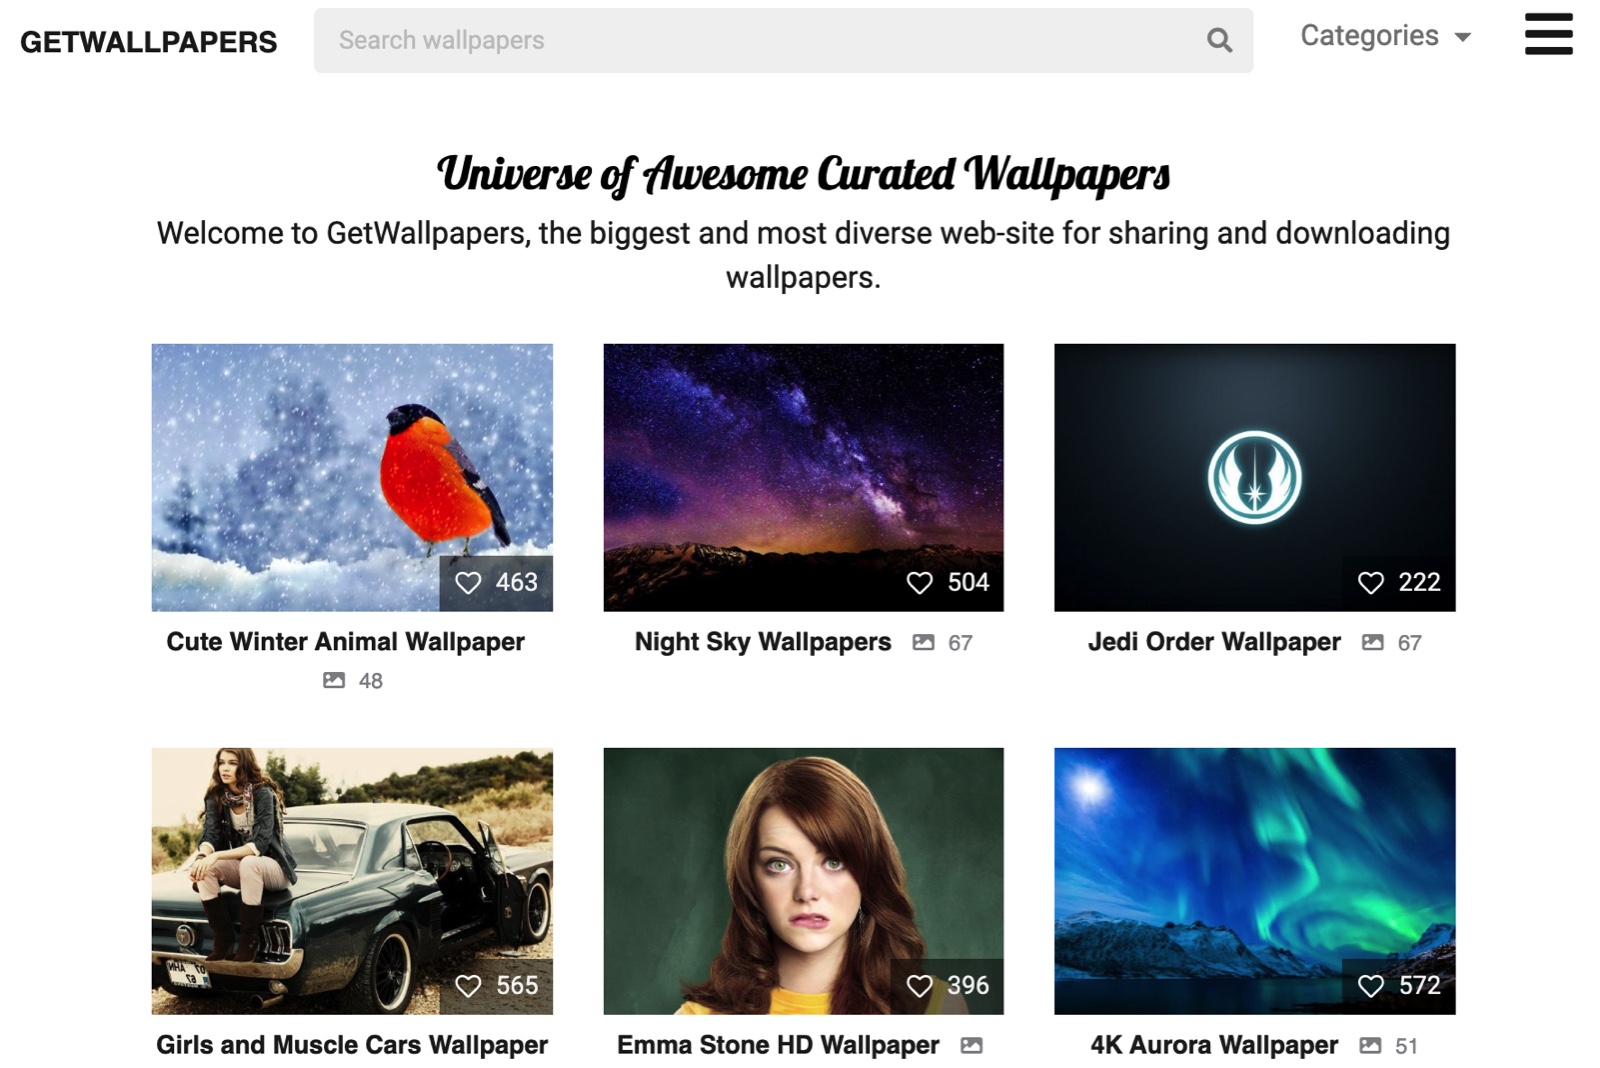 GETWALLPAPERS
Search wallpapers
Categories
Universe of Awesome Curated Wallpapers
Welcome to GetWallpapers, the biggest and most diverse web-site for sharing and downloading
wallpapers.
463
504
222
Cute Winter Animal Wallpaper
48
Night Sky Wallpapers 67
Jedi Order Wallpaper 67
565
396
572
Girls and Muscle Cars Wallpaper
Emma Stone HD Wallpaper
4K Aurora Wallpaper 51